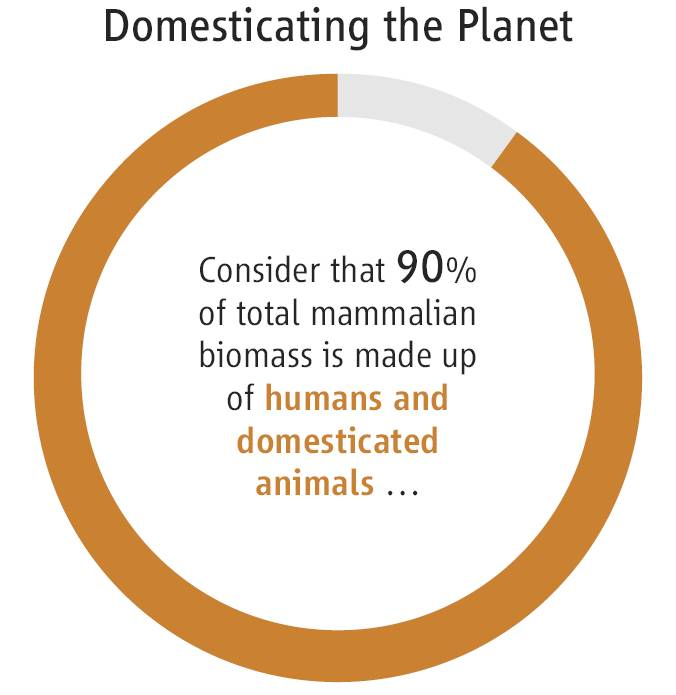 Domesticating the Planet
Consider that 90%
of total mammalian
biomass is made up
of humans and
domesticated
animals …